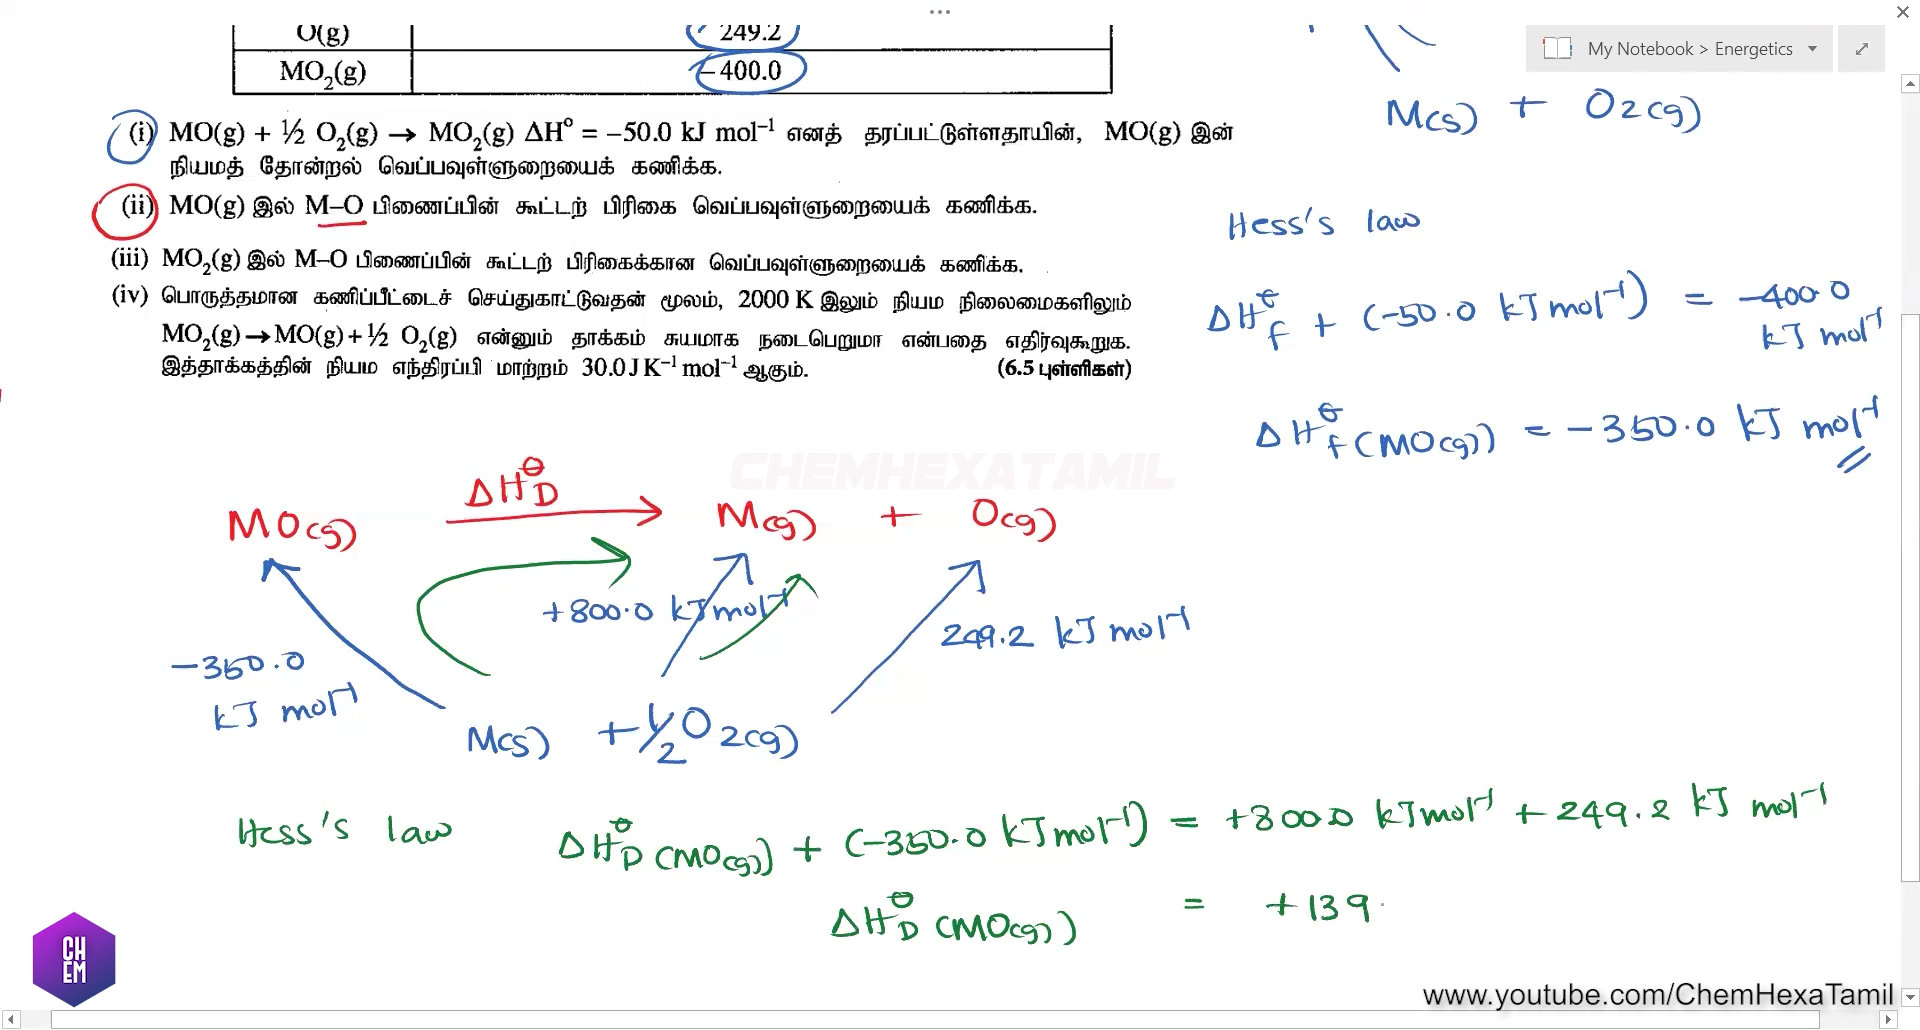 O(g) 249.2
MO₂(g) –400.0
(i) MO(g) + ½ O₂(g) → MO₂(g) ΔH° = –50.0 kJ mol⁻¹ எனத் தரப்பட்டுள்ளதாயின், MO(g) இன்
நியமத் தோன்றல் வெப்பவுள்ளுறையைக் கணிக்க.
(ii) MO(g) இல் M–O பிணைப்பின் கூட்டற் பிரிகை வெப்பவுள்ளுறையைக் கணிக்க.
(iii) MO₂(g) இல் M–O பிணைப்பின் கூட்டற் பிரிகைக்கான வெப்பவுள்ளுறையைக் கணிக்க.
(iv) பொருத்தமான கணிப்பீட்டைச் செய்துகாட்டுவதன் மூலம், 2000 K இலும் நியம நிலைமைகளிலும்
MO₂(g)→MO(g)+½ O₂(g) என்னும் தாக்கம் சுயமாக நடைபெறுமா என்பதை எதிர்வுகூறுக.
இத்தாக்கத்தின் நியம எந்திரப்பி மாற்றம் 30.0 J K⁻¹ mol⁻¹ ஆகும். (6.5 புள்ளிகள்)
My Notebook > Energetics
M(s) + O₂(g)
Hess's law
ΔH°f + (-50.0 kJ mol⁻¹) = -400.0
kJ mol⁻¹
ΔH°f (MO(g)) = -350.0 kJ mol⁻¹
CHEMHEXATAMIL
ΔH°D
MO(g) → M(g) + O(g)
+800.0 kJ mol⁻¹
249.2 kJ mol⁻¹
-350.0
kJ mol⁻¹
M(s) + ½ O₂(g)
Hess's law ΔH°D (MO(g)) + (-350.0 kJ mol⁻¹) = +800.0 kJ mol⁻¹ + 249.2 kJ mol⁻¹
ΔH°D (MO(g)) = +139.
CH
EM
www.youtube.com/ChemHexaTamil